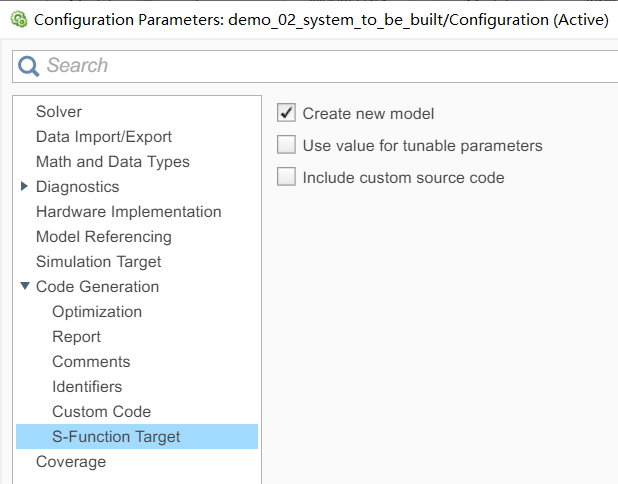 Configuration Parameters: demo_02_system_to_be_built/Configuration (Active)
Search
Solver
Data Import/Export
Math and Data Types
Diagnostics
Hardware Implementation
Model Referencing
Simulation Target
Code Generation
Optimization
Report
Comments
Identifiers
Custom Code
S-Function Target
Coverage
Create new model
Use value for tunable parameters
Include custom source code